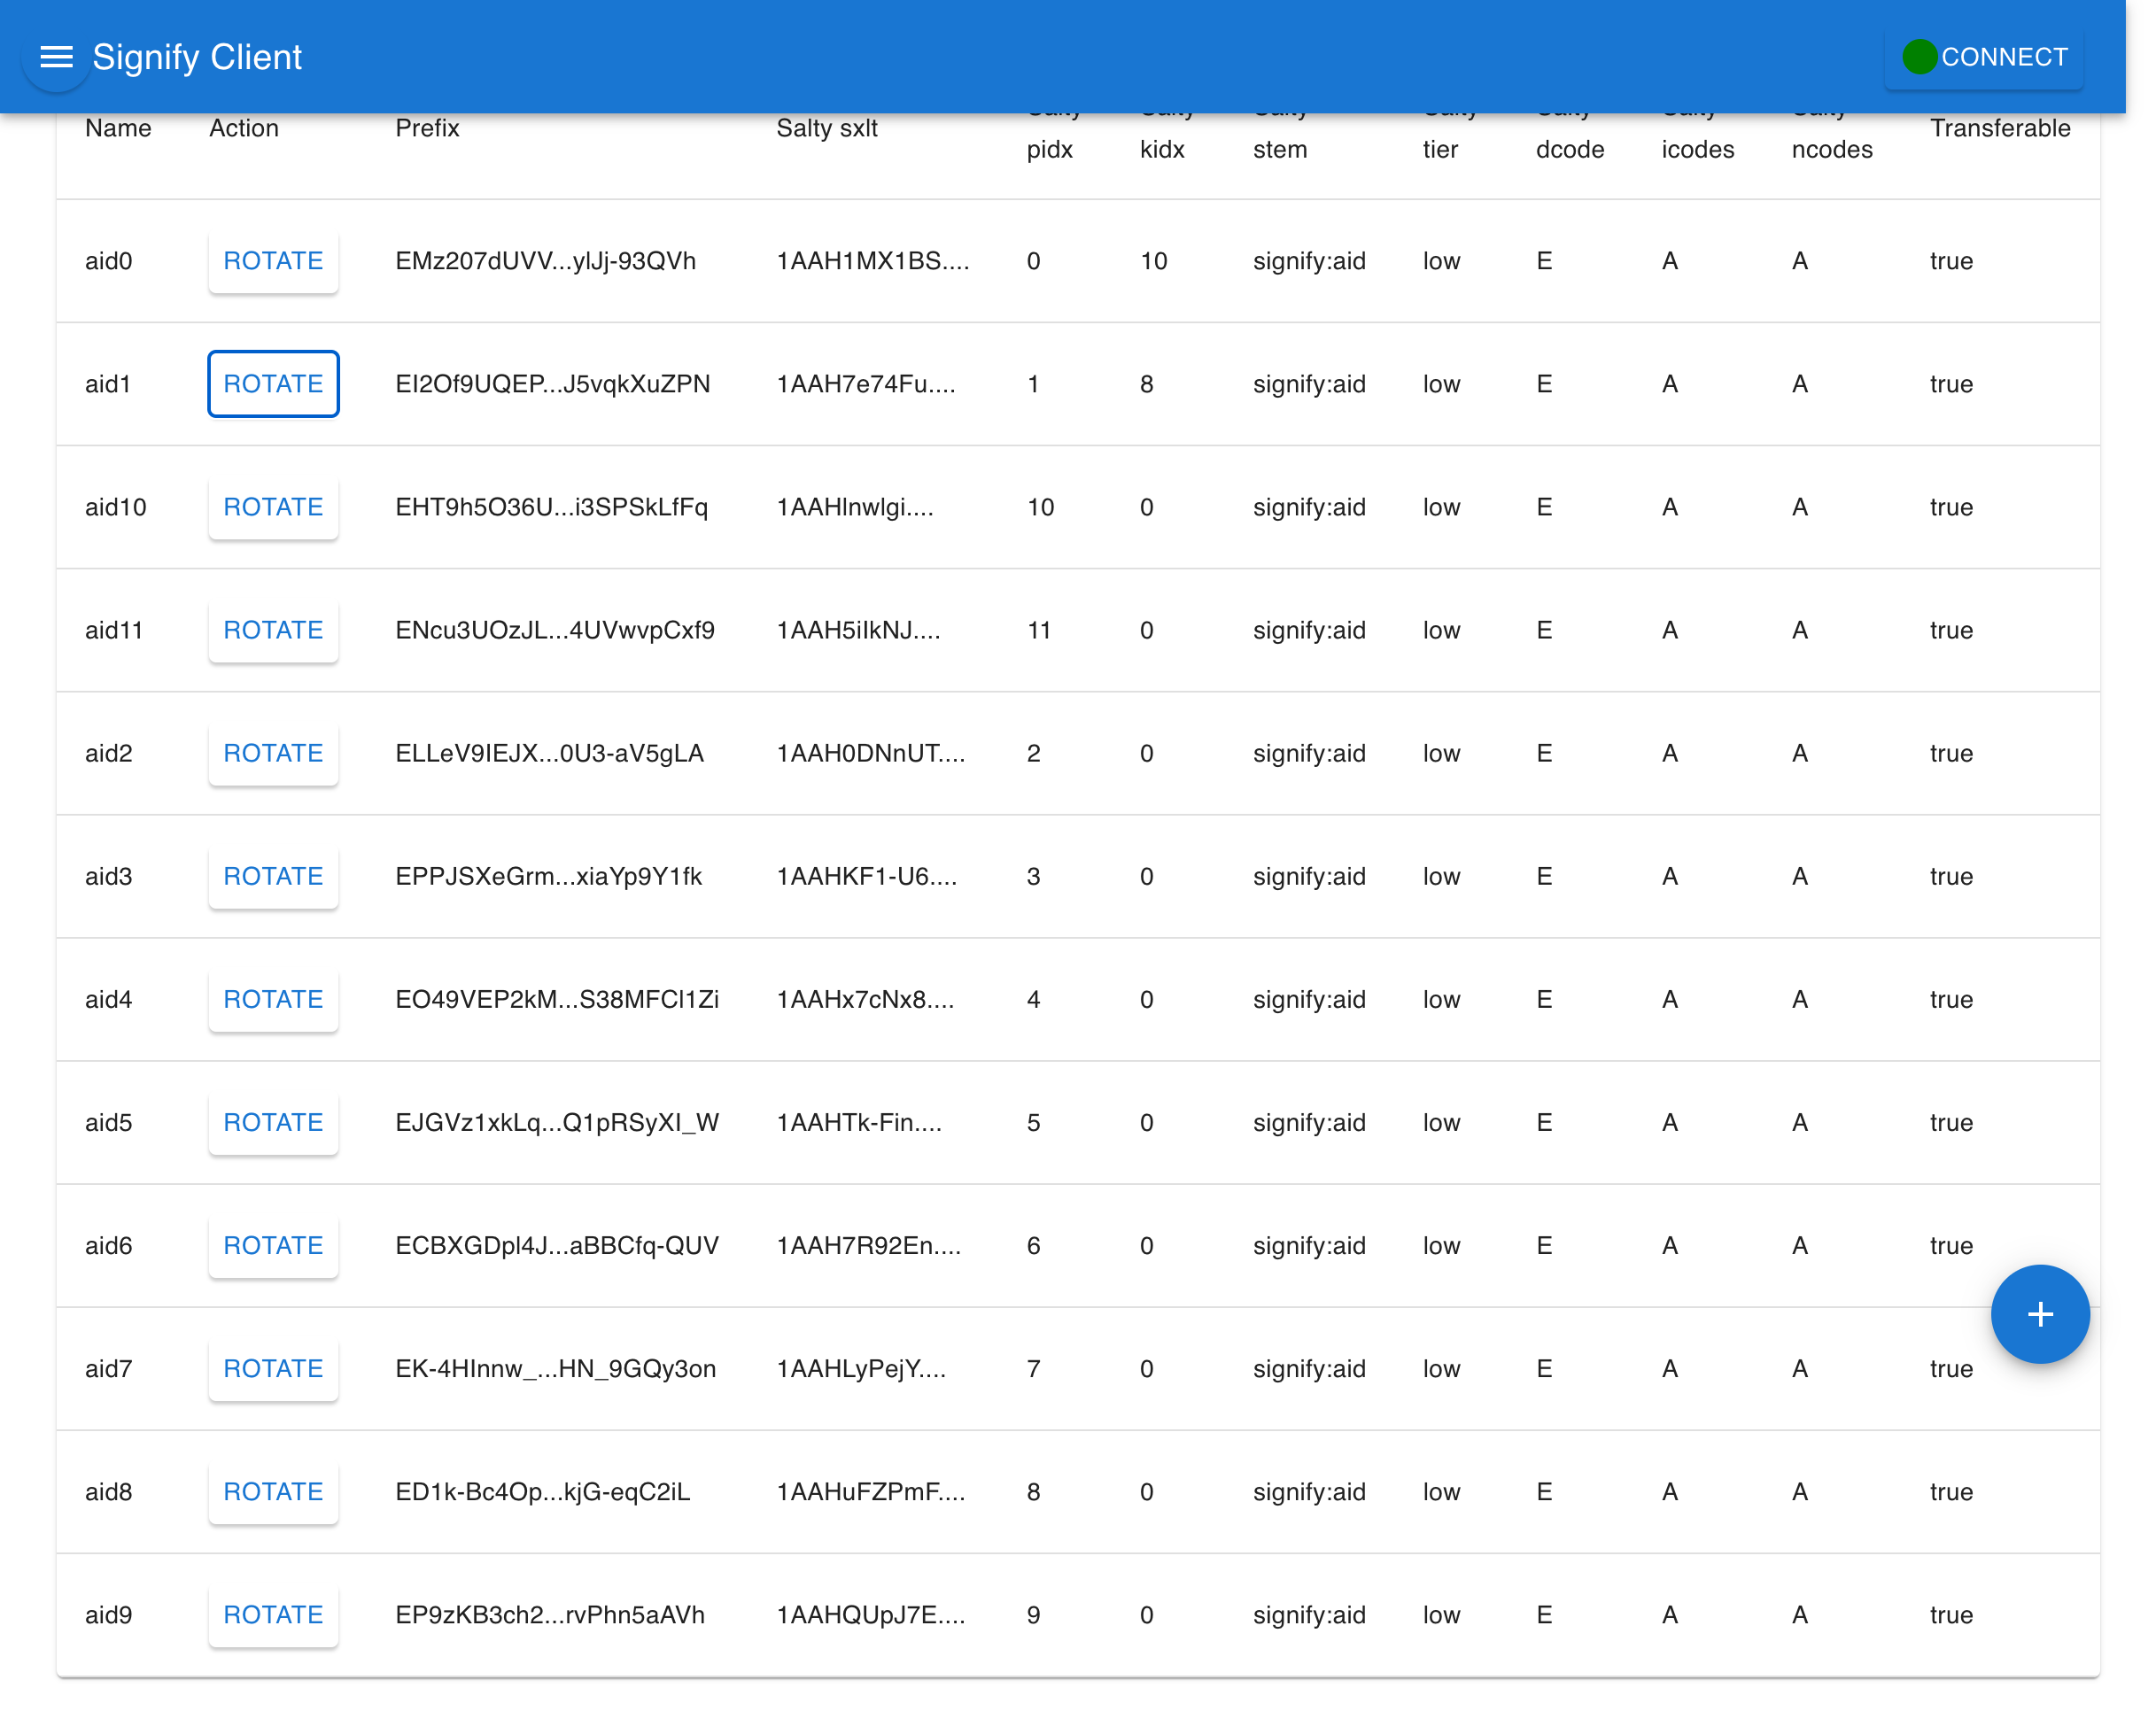 Signify Client CONNECT
Name Action Prefix Salty sxlt Salty pidx Salty kidx Salty stem Salty tier Salty dcode Salty icodes Salty ncodes Transferable
aid0 ROTATE EMz207dUVV...ylJj-93QVh 1AAH1MX1BS.... 0 10 signify:aid low E A A true
aid1 ROTATE EI2Of9UQEP...J5vqkXuZPN 1AAH7e74Fu.... 1 8 signify:aid low E A A true
aid10 ROTATE EHT9h5O36U...i3SPSkLfFq 1AAHlnwlgi.... 10 0 signify:aid low E A A true
aid11 ROTATE ENcu3UOzJL...4UVwvpCxf9 1AAH5iIkNJ.... 11 0 signify:aid low E A A true
aid2 ROTATE ELLeV9IEJX...0U3-aV5gLA 1AAH0DNnUT.... 2 0 signify:aid low E A A true
aid3 ROTATE EPPJSXeGrm...xiaYp9Y1fk 1AAHKF1-U6.... 3 0 signify:aid low E A A true
aid4 ROTATE EO49VEP2kM...S38MFCl1Zi 1AAHx7cNx8.... 4 0 signify:aid low E A A true
aid5 ROTATE EJGVz1xkLq...Q1pRSyXI_W 1AAHTk-Fin.... 5 0 signify:aid low E A A true
aid6 ROTATE ECBXGDpl4J...aBBCfq-QUV 1AAH7R92En.... 6 0 signify:aid low E A A true
aid7 ROTATE EK-4HInnw_...HN_9GQy3on 1AAHLyPejY.... 7 0 signify:aid low E A A true
aid8 ROTATE ED1k-Bc4Op...kjG-eqC2iL 1AAHuFZPmF.... 8 0 signify:aid low E A A true
aid9 ROTATE EP9zKB3ch2...rvPhn5aAVh 1AAHQUpJ7E.... 9 0 signify:aid low E A A true